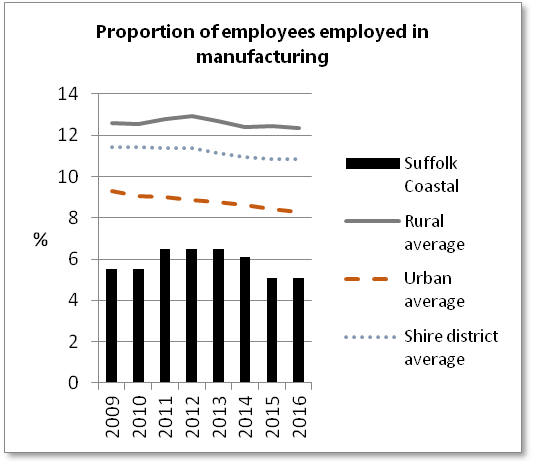 Proportion of employees employed in
manufacturing
14
12
10
8
6
4
2
0
%
2009
2010
2011
2012
2013
2014
2015
2016
Suffolk
Coastal
Rural
average
Urban
average
Shire district
average